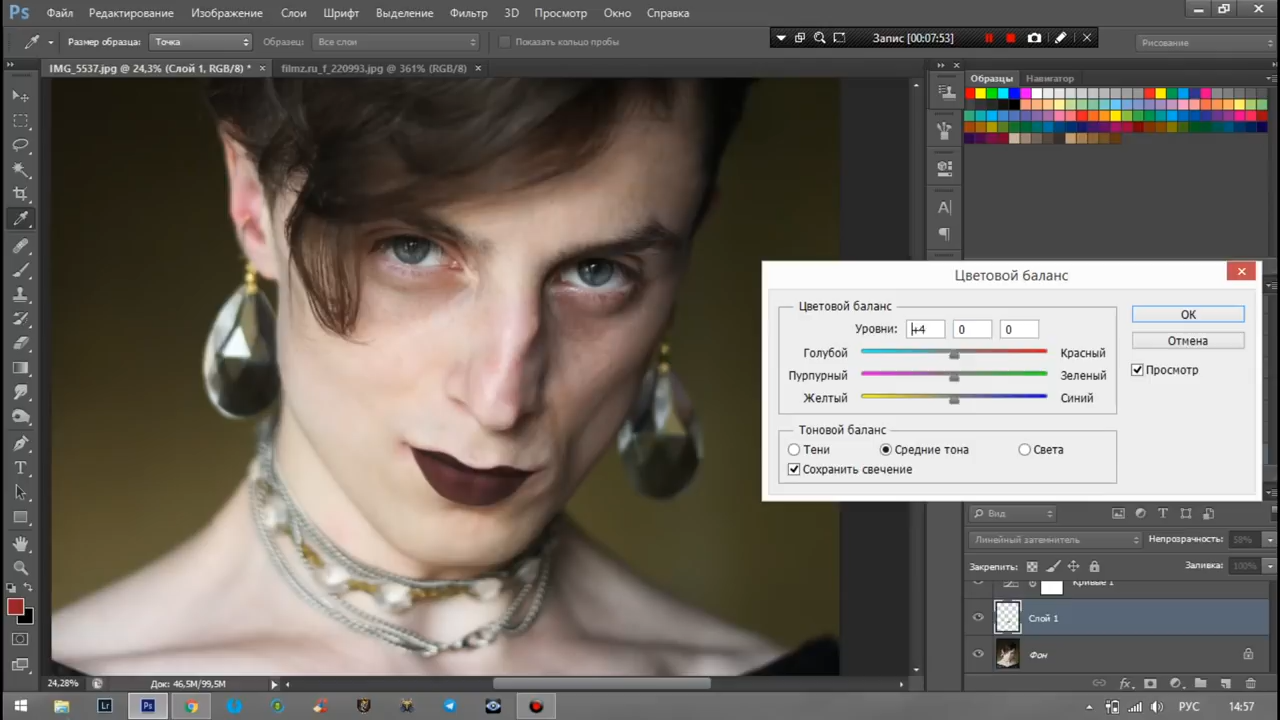 Ps Файл Редактирование Изображение Слои Шрифт Выделение Фильтр 3D Просмотр Окно Справка
Размер образца: Точка Образец: Все слои Показать кольцо пробы
Запис [00:07:53]
Рисование
IMG_5537.jpg @ 24,3% (Слой 1, RGB/8) * × filmz.ru_f_220993.jpg @ 361% (RGB/8) ×
Образцы Навигатор
Цветовой баланс
Цветовой баланс
Уровни: +4 0 0
OK
Голубой Красный
Отмена
Пурпурный Зеленый
Просмотр
Желтый Синий
Тоновой баланс
Тени Средние тона Света
Сохранить свечение
Вид
Линейный затемнитель Непрозрачность: 58%
Закрепить: Заливка: 100%
Кривые 1
Слой 1
Фон
24,28% Док: 46,5M/99,5M
Lr Ps РУС 14:57